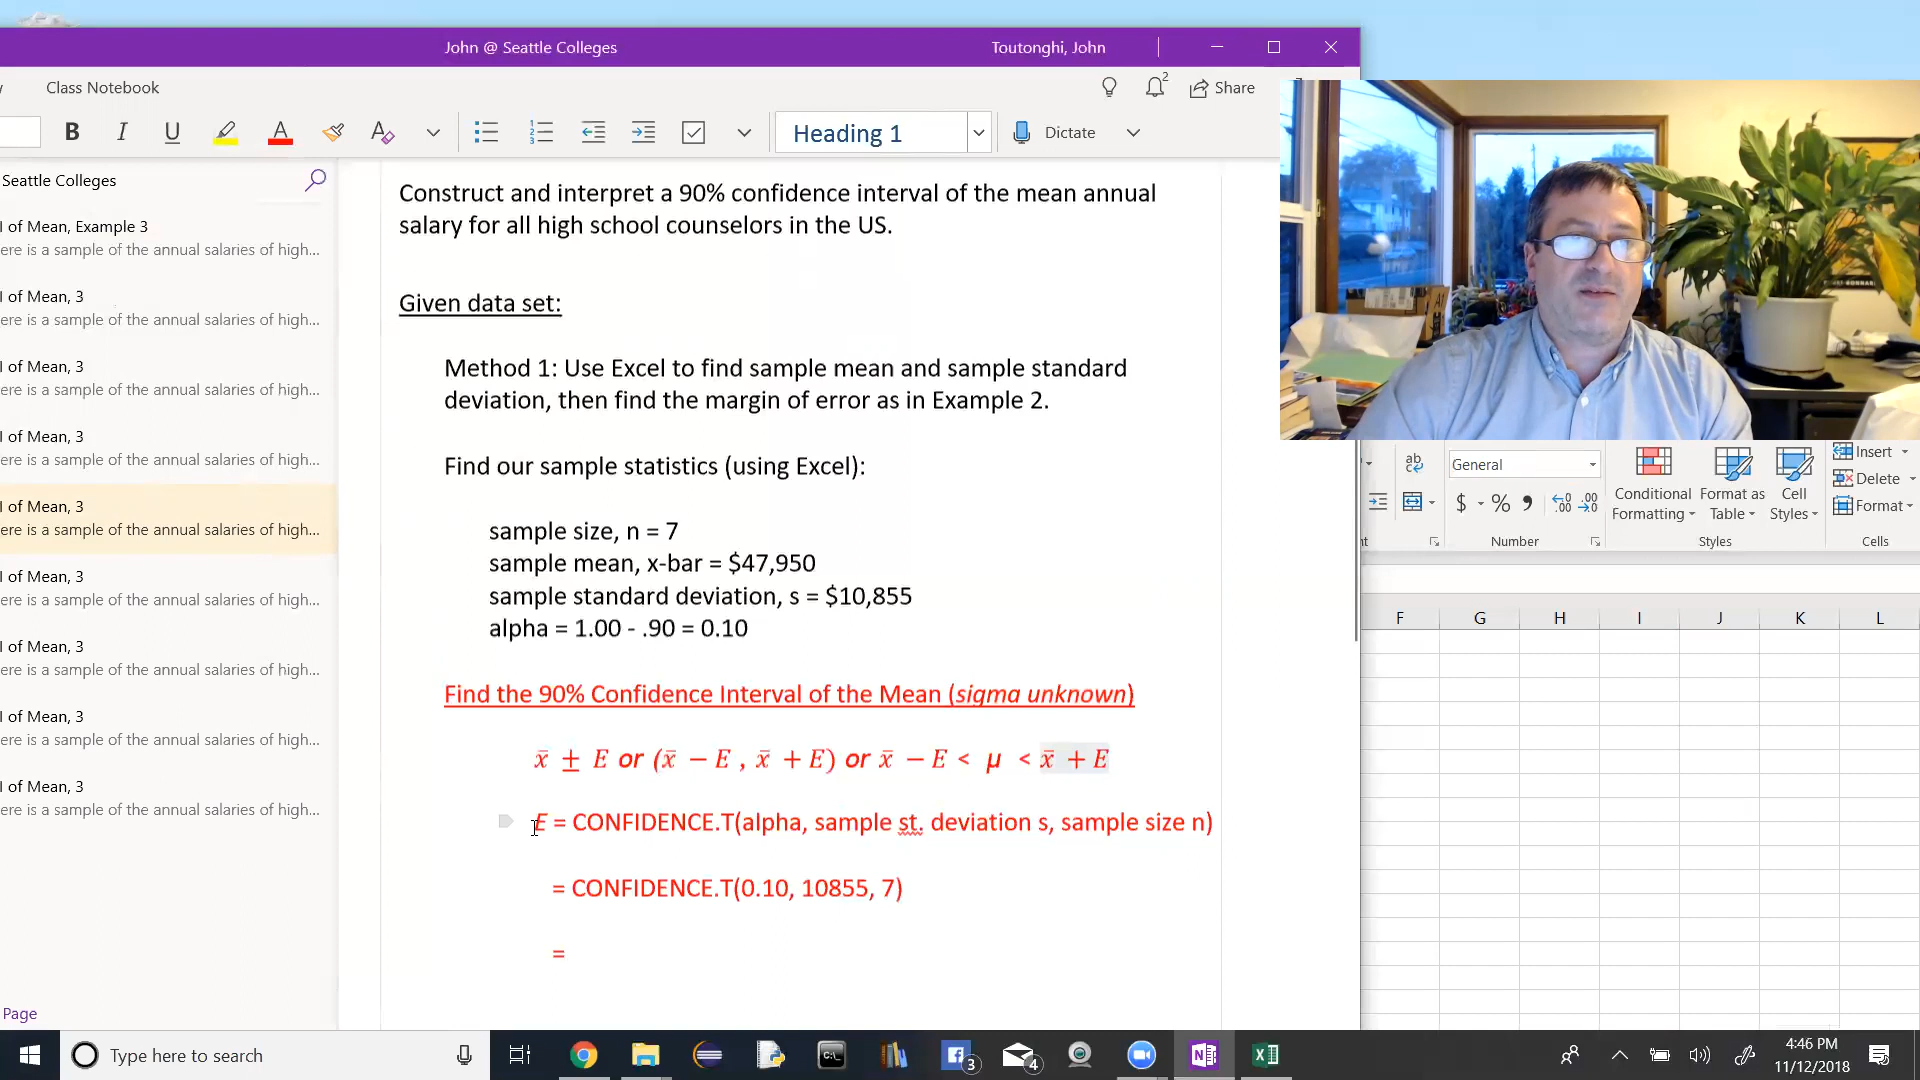 John @ Seattle Colleges
Toutonghi, John
Class Notebook
2
Share
B I U
A
A
Heading 1
Dictate
Seattle Colleges
I of Mean, Example 3
ere is a sample of the annual salaries of high...
I of Mean, 3
ere is a sample of the annual salaries of high...
I of Mean, 3
ere is a sample of the annual salaries of high...
I of Mean, 3
ere is a sample of the annual salaries of high...
I of Mean, 3
ere is a sample of the annual salaries of high...
I of Mean, 3
ere is a sample of the annual salaries of high...
I of Mean, 3
ere is a sample of the annual salaries of high...
I of Mean, 3
ere is a sample of the annual salaries of high...
I of Mean, 3
ere is a sample of the annual salaries of high...
Page
Construct and interpret a 90% confidence interval of the mean annual
salary for all high school counselors in the US.
Given data set:
Method 1: Use Excel to find sample mean and sample standard
deviation, then find the margin of error as in Example 2.
Find our sample statistics (using Excel):
sample size, n = 7
sample mean, x-bar = $47,950
sample standard deviation, s = $10,855
alpha = 1.00 - .90 = 0.10
Find the 90% Confidence Interval of the Mean (sigma unknown)
x̄ ± E or (x̄ − E , x̄ + E) or x̄ − E < μ < x̄ + E
E = CONFIDENCE.T(alpha, sample st. deviation s, sample size n)
= CONFIDENCE.T(0.10, 10855, 7)
=
ab
General
$ % , .00 .00
Conditional
Formatting
Format as
Table
Cell
Styles
Insert
Delete
Format
Number
Styles
Cells
F G H I J K L
Type here to search
3
4
4:46 PM
11/12/2018